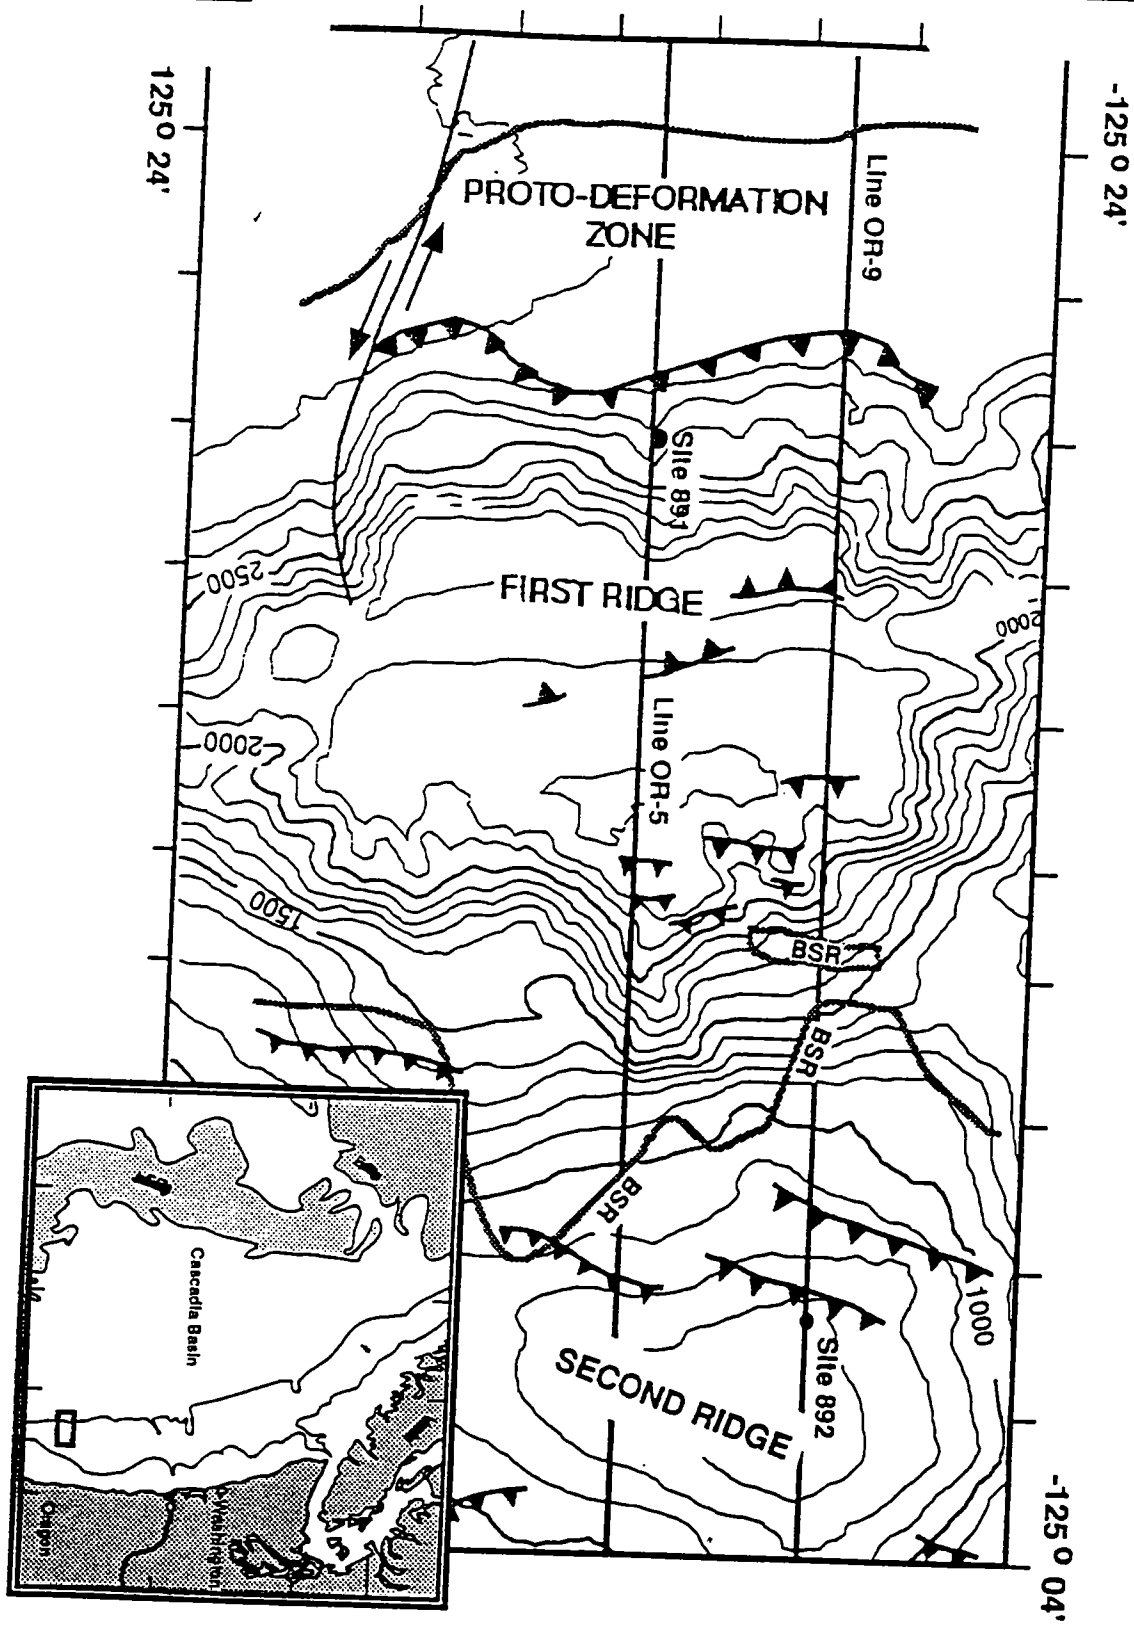 -125° 24'
125° 24'
Line OR-9
PROTO-DEFORMATION
ZONE
Site 891
2500
FIRST RIDGE
2000
2000
Line OR-5
1500
BSR
BSR
BSR
1000
Site 892
SECOND RIDGE
Cascadia Basin
Washington
Oregon
-125° 04'